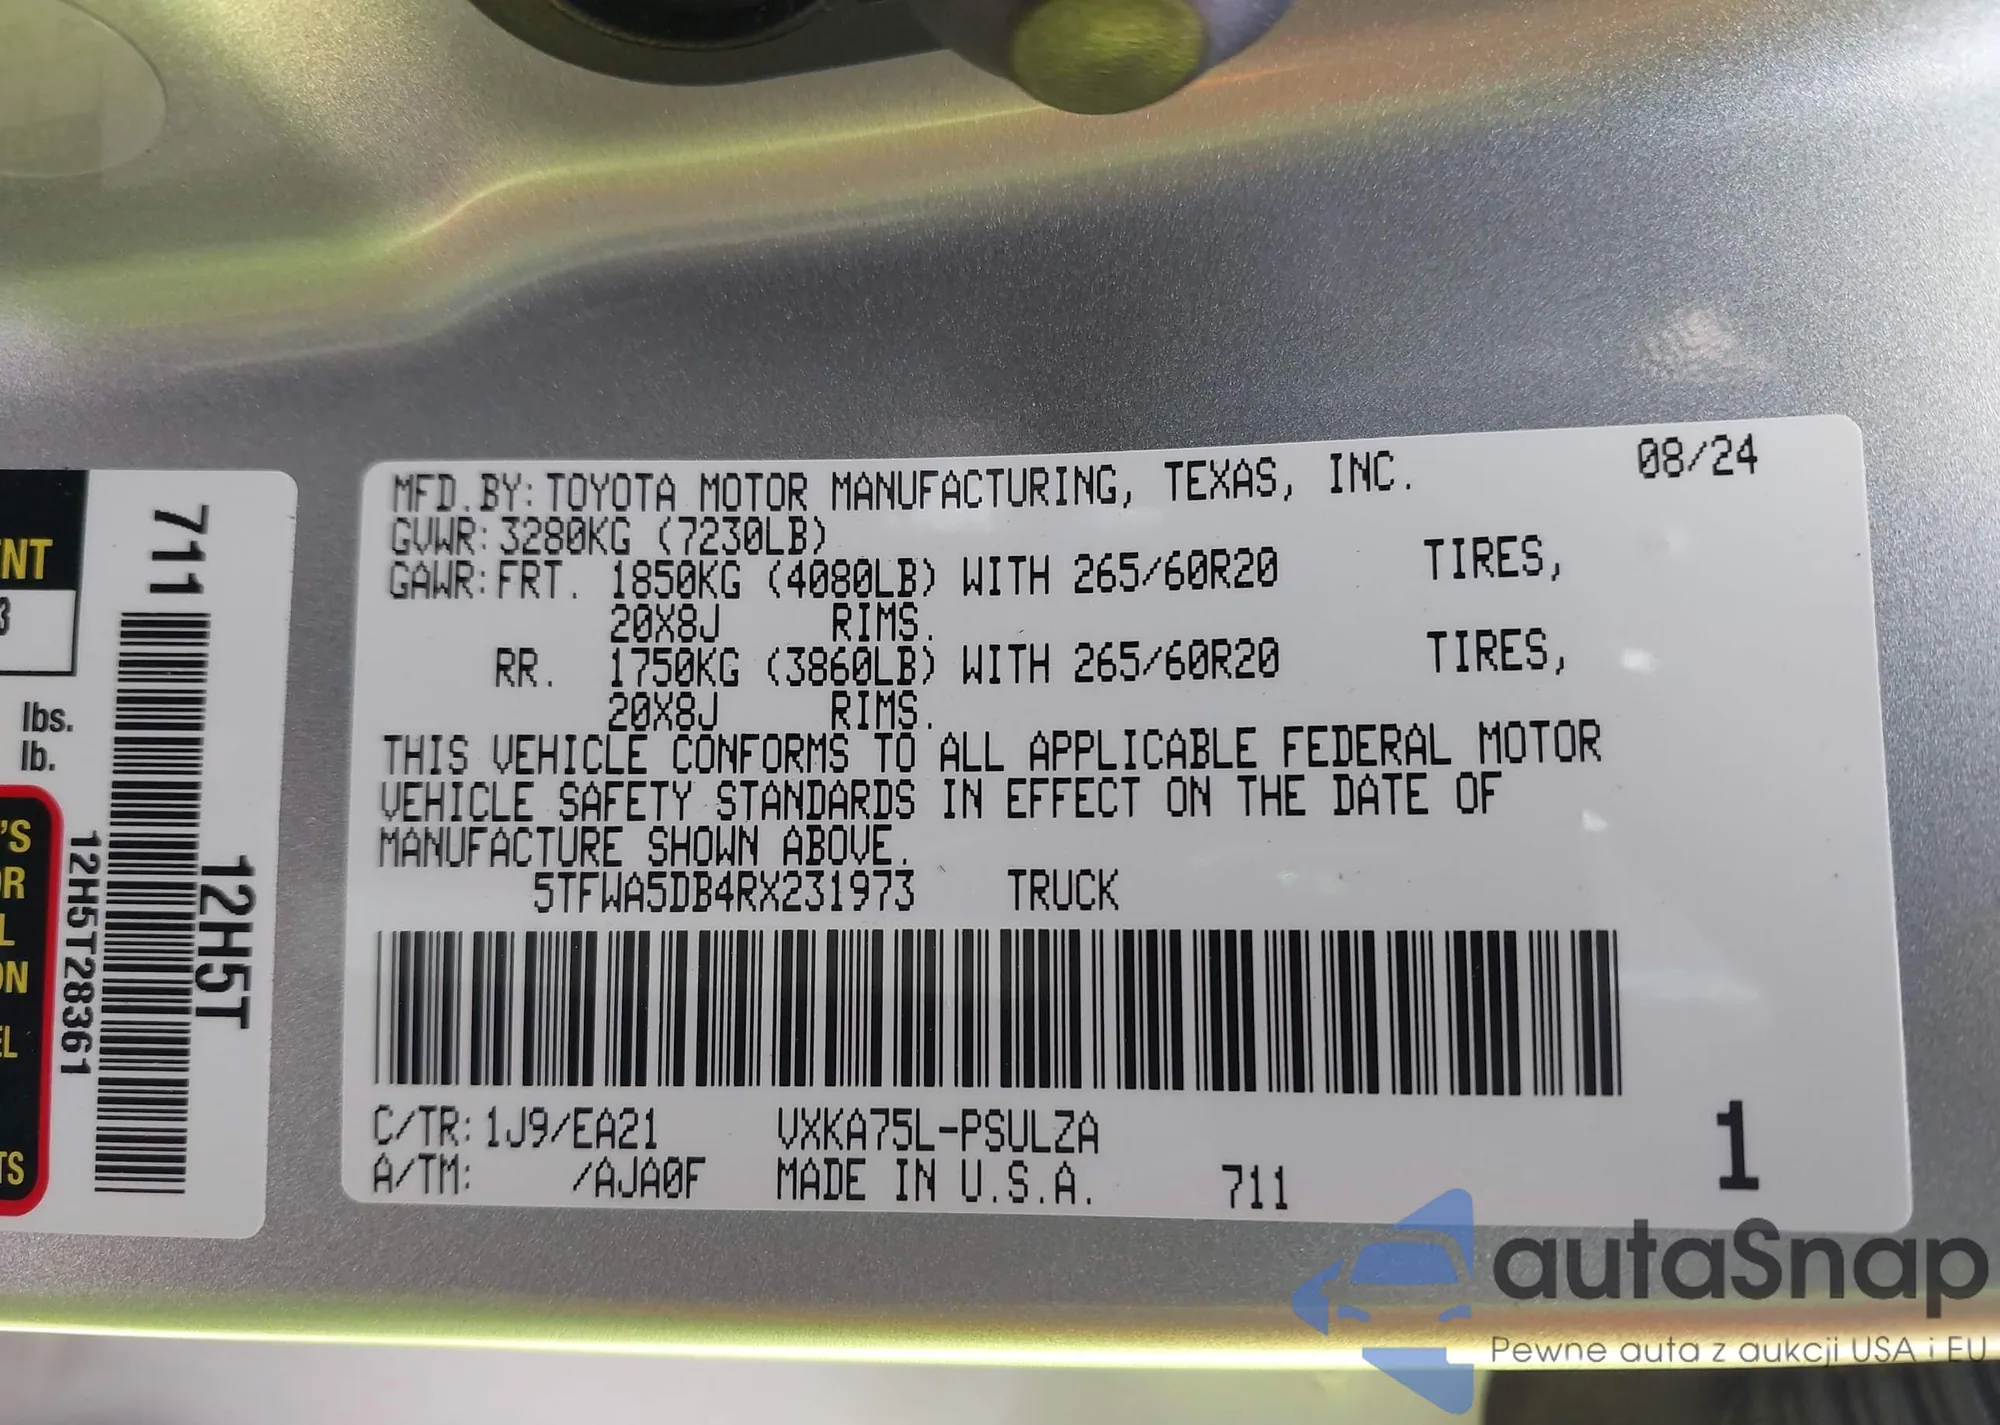 MFD.BY:TOYOTA MOTOR MANUFACTURING, TEXAS, INC. 08/24
GVWR:3280KG (7230LB)
GAWR:FRT. 1850KG (4080LB) WITH 265/60R20 TIRES,
20X8J RIMS.
RR. 1750KG (3860LB) WITH 265/60R20 TIRES,
20X8J RIMS.
THIS VEHICLE CONFORMS TO ALL APPLICABLE FEDERAL MOTOR
VEHICLE SAFETY STANDARDS IN EFFECT ON THE DATE OF
MANUFACTURE SHOWN ABOVE.
5TFWA5DB4RX231973 TRUCK
C/TR:1J9/EA21 VXKA75L-PSULZA
A/TM: /AJA0F MADE IN U.S.A. 711
1
711
12H5T
12H5T28361
lbs.
lb.
autaSnap
Pewne auta z aukcji USA i EU